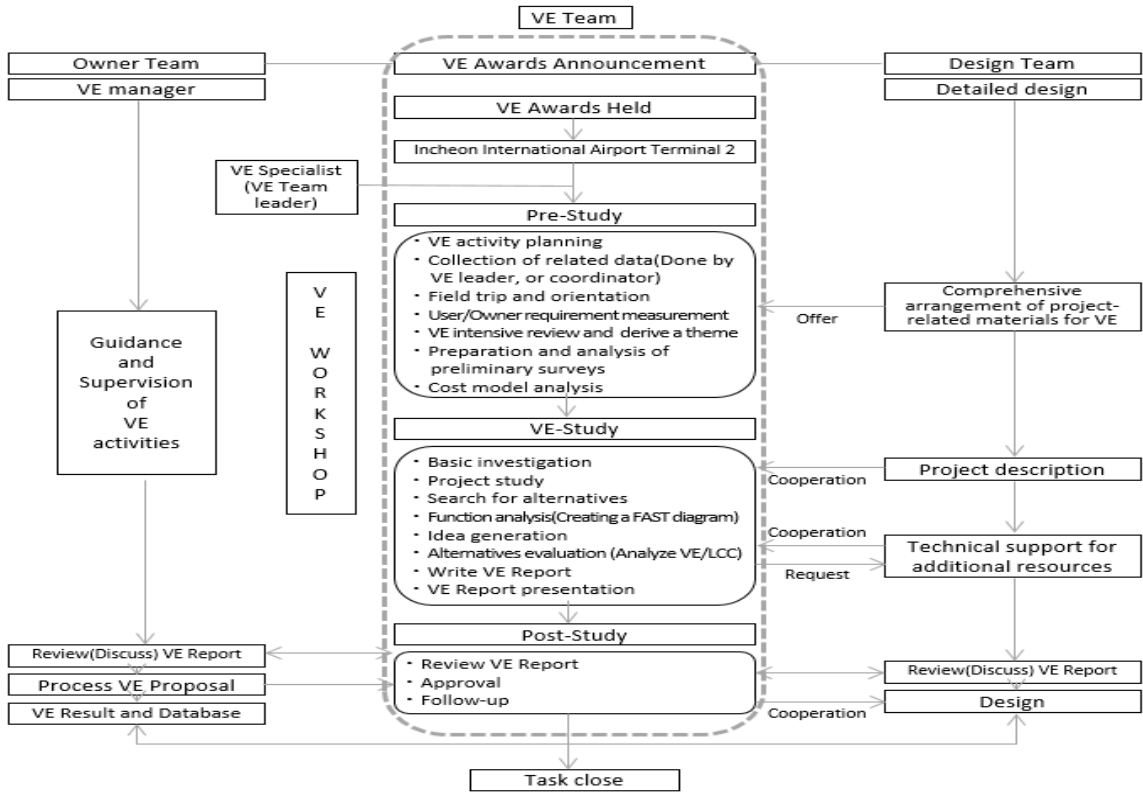 VE Team
Owner Team
VE Awards Announcement
Design Team
VE manager
Detailed design
VE Awards Held
Incheon International Airport Terminal 2
VE Specialist
(VE Team
leader)
Pre-Study
· VE activity planning
· Collection of related data(Done by
VE leader, or coordinator)
· Field trip and orientation
· User/Owner requirement measurement
· VE intensive review and derive a theme
· Preparation and analysis of
preliminary surveys
· Cost model analysis
Offer
Comprehensive
arrangement of project-
related materials for VE
VE WORKSHOP
Guidance
and
Supervision
of
VE
activities
VE-Study
· Basic investigation
· Project study
· Search for alternatives
· Function analysis(Creating a FAST diagram)
· Idea generation
· Alternatives evaluation (Analyze VE/LCC)
· Write VE Report
· VE Report presentation
Cooperation
Project description
Cooperation
Request
Technical support for
additional resources
Post-Study
· Review VE Report
· Approval
· Follow-up
Review(Discuss) VE Report
Process VE Proposal
VE Result and Database
Review(Discuss) VE Report
Design
Cooperation
Task close